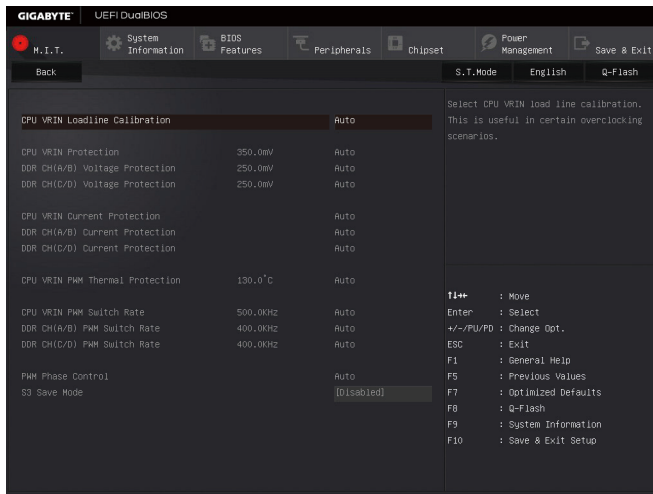 GIGABYTE™ UEFI DualBIOS
M.I.T. System Information BIOS Features Peripherals Chipset Power Management Save & Exit
Back S.T.Mode English Q-Flash
CPU VRIN Loadline Calibration Auto
CPU VRIN Protection 350.0mV Auto
DDR CH(A/B) Voltage Protection 250.0mV Auto
DDR CH(C/D) Voltage Protection 250.0mV Auto
CPU VRIN Current Protection Auto
DDR CH(A/B) Current Protection Auto
DDR CH(C/D) Current Protection Auto
CPU VRIN PWM Thermal Protection 130.0°C Auto
CPU VRIN PWM Switch Rate 500.0KHz Auto
DDR CH(A/B) PWM Switch Rate 400.0KHz Auto
DDR CH(C/D) PWM Switch Rate 400.0KHz Auto
PWM Phase Control Auto
S3 Save Mode [Disabled]
Select CPU VRIN load line calibration.
This is useful in certain overclocking
scenarios.
↑↓→← : Move
Enter : Select
+/-/PU/PD : Change Opt.
ESC : Exit
F1 : General Help
F5 : Previous Values
F7 : Optimized Defaults
F8 : Q-Flash
F9 : System Information
F10 : Save & Exit Setup